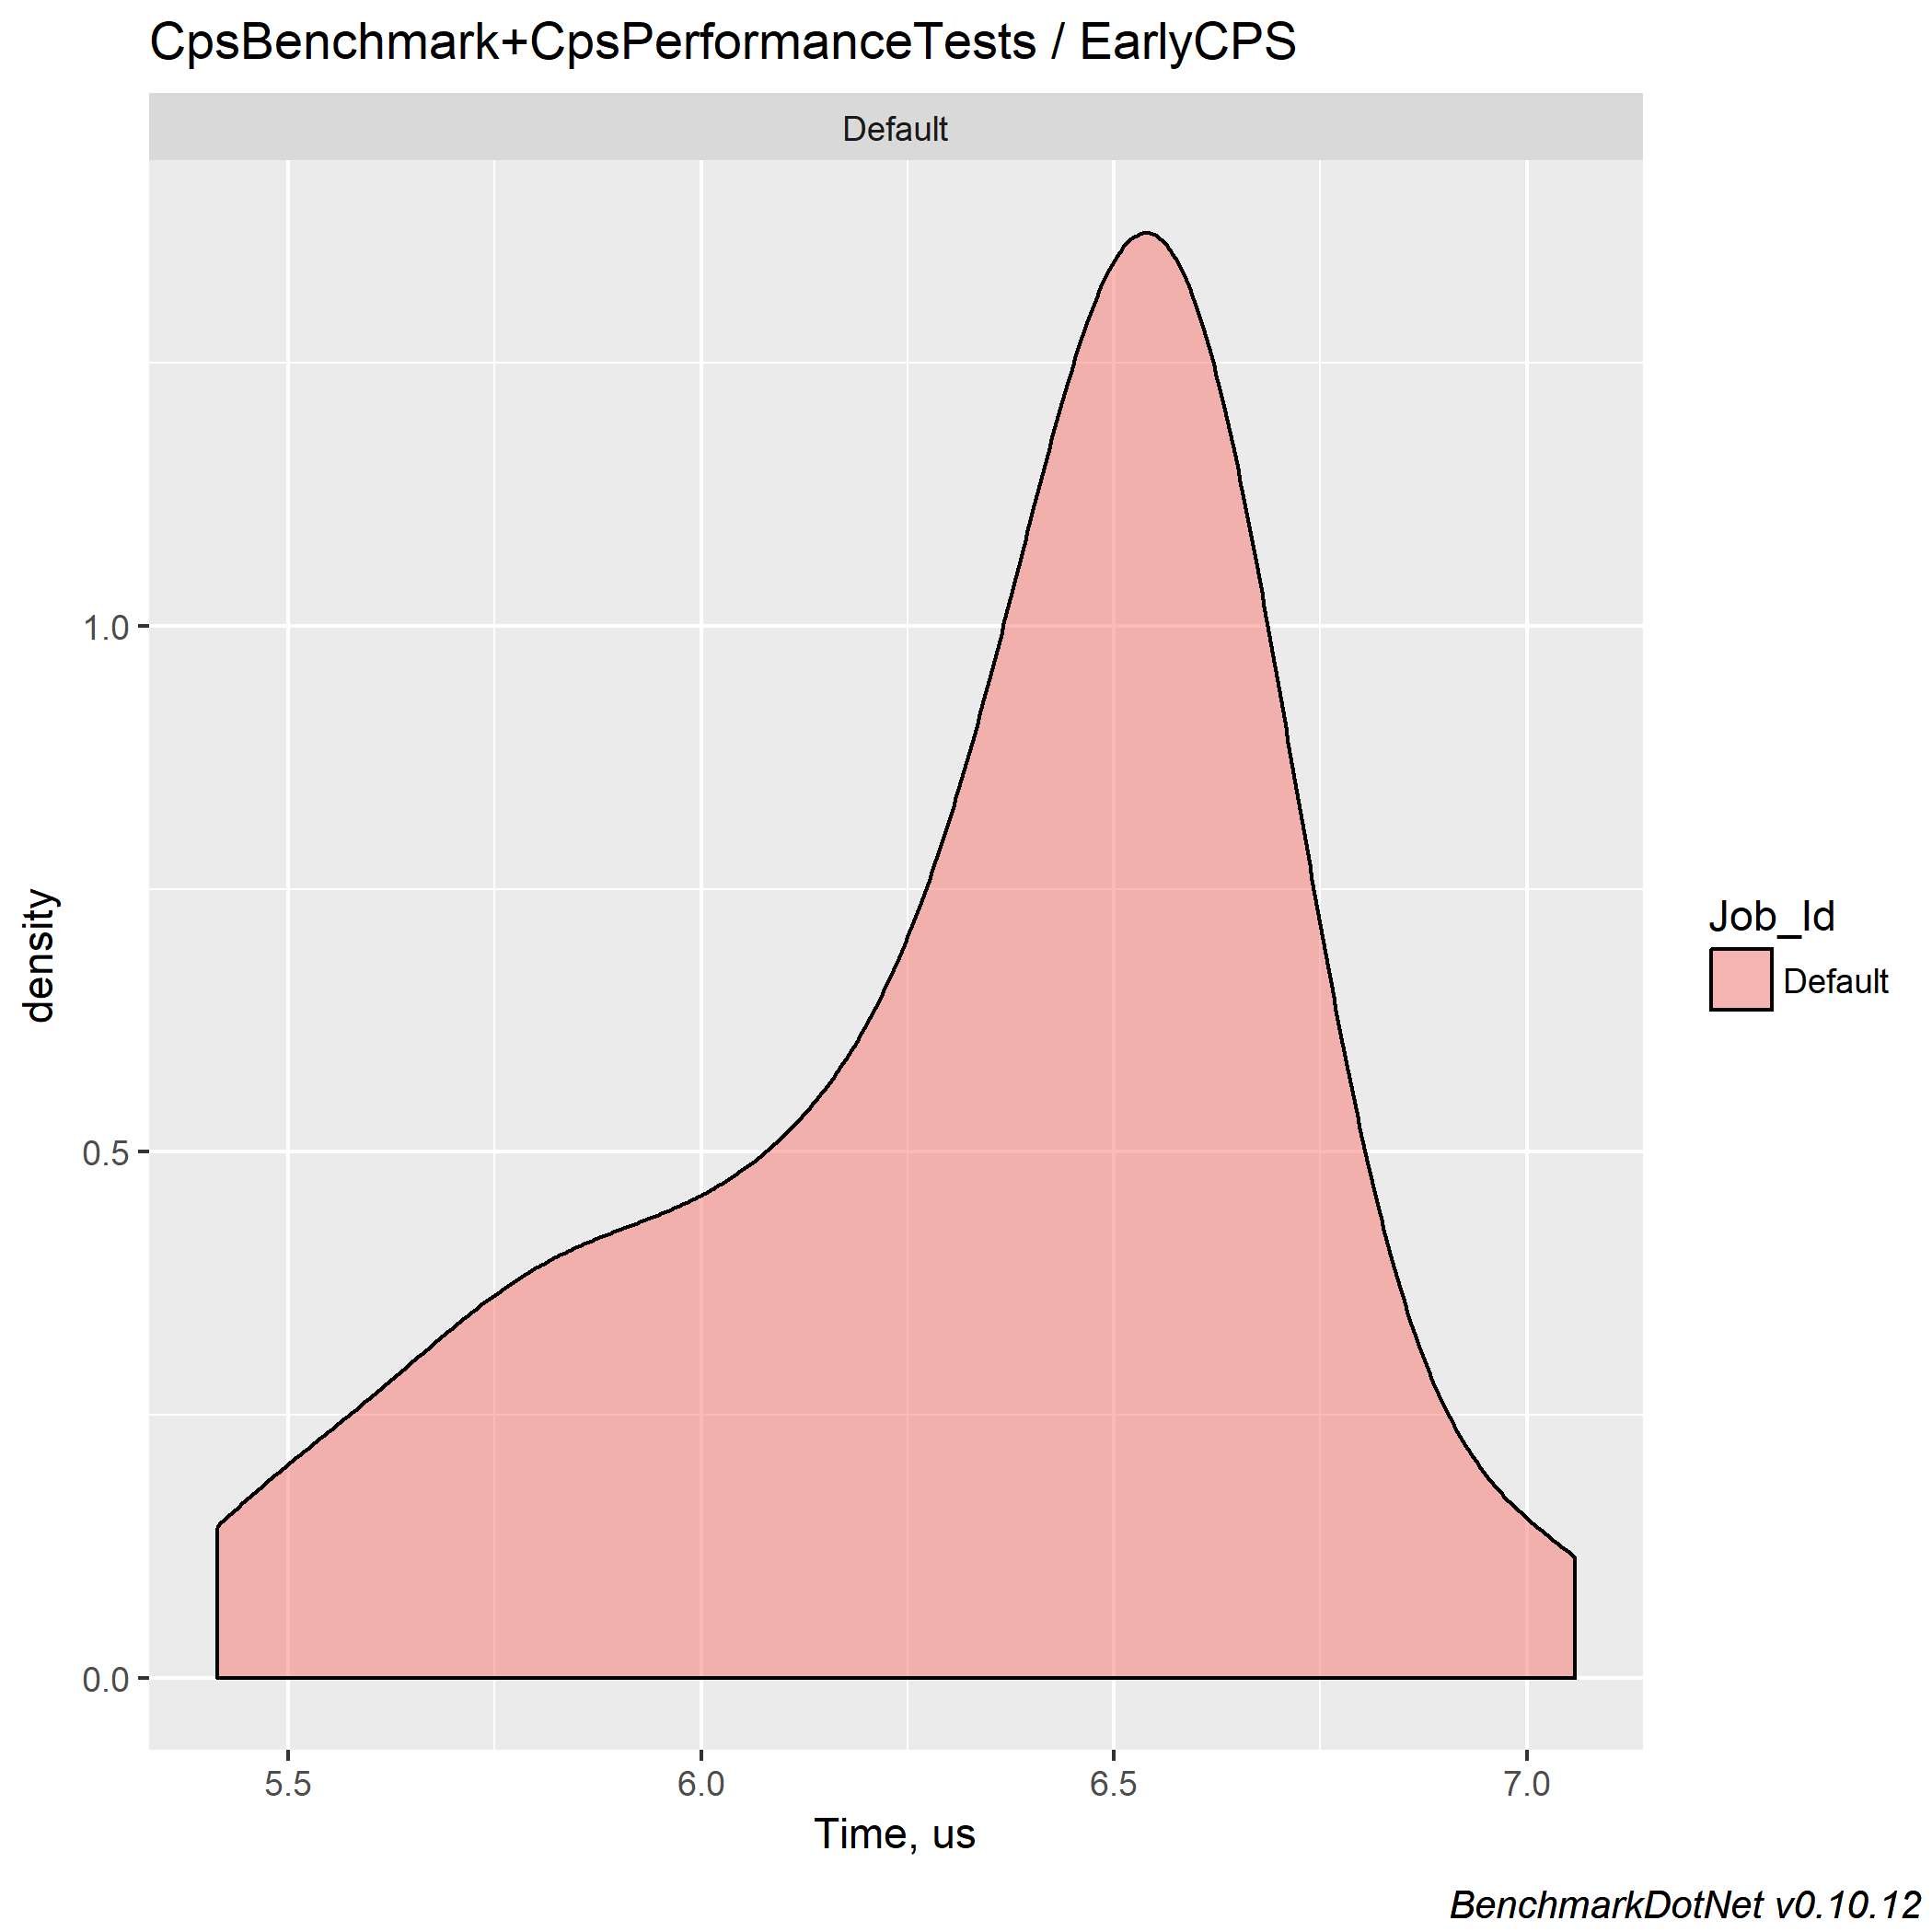 CpsBenchmark+CpsPerformanceTests / EarlyCPS
Default
1.0
0.5
0.0
density
5.5 6.0 6.5 7.0
Time, us
Job_Id
Default
BenchmarkDotNet v0.10.12